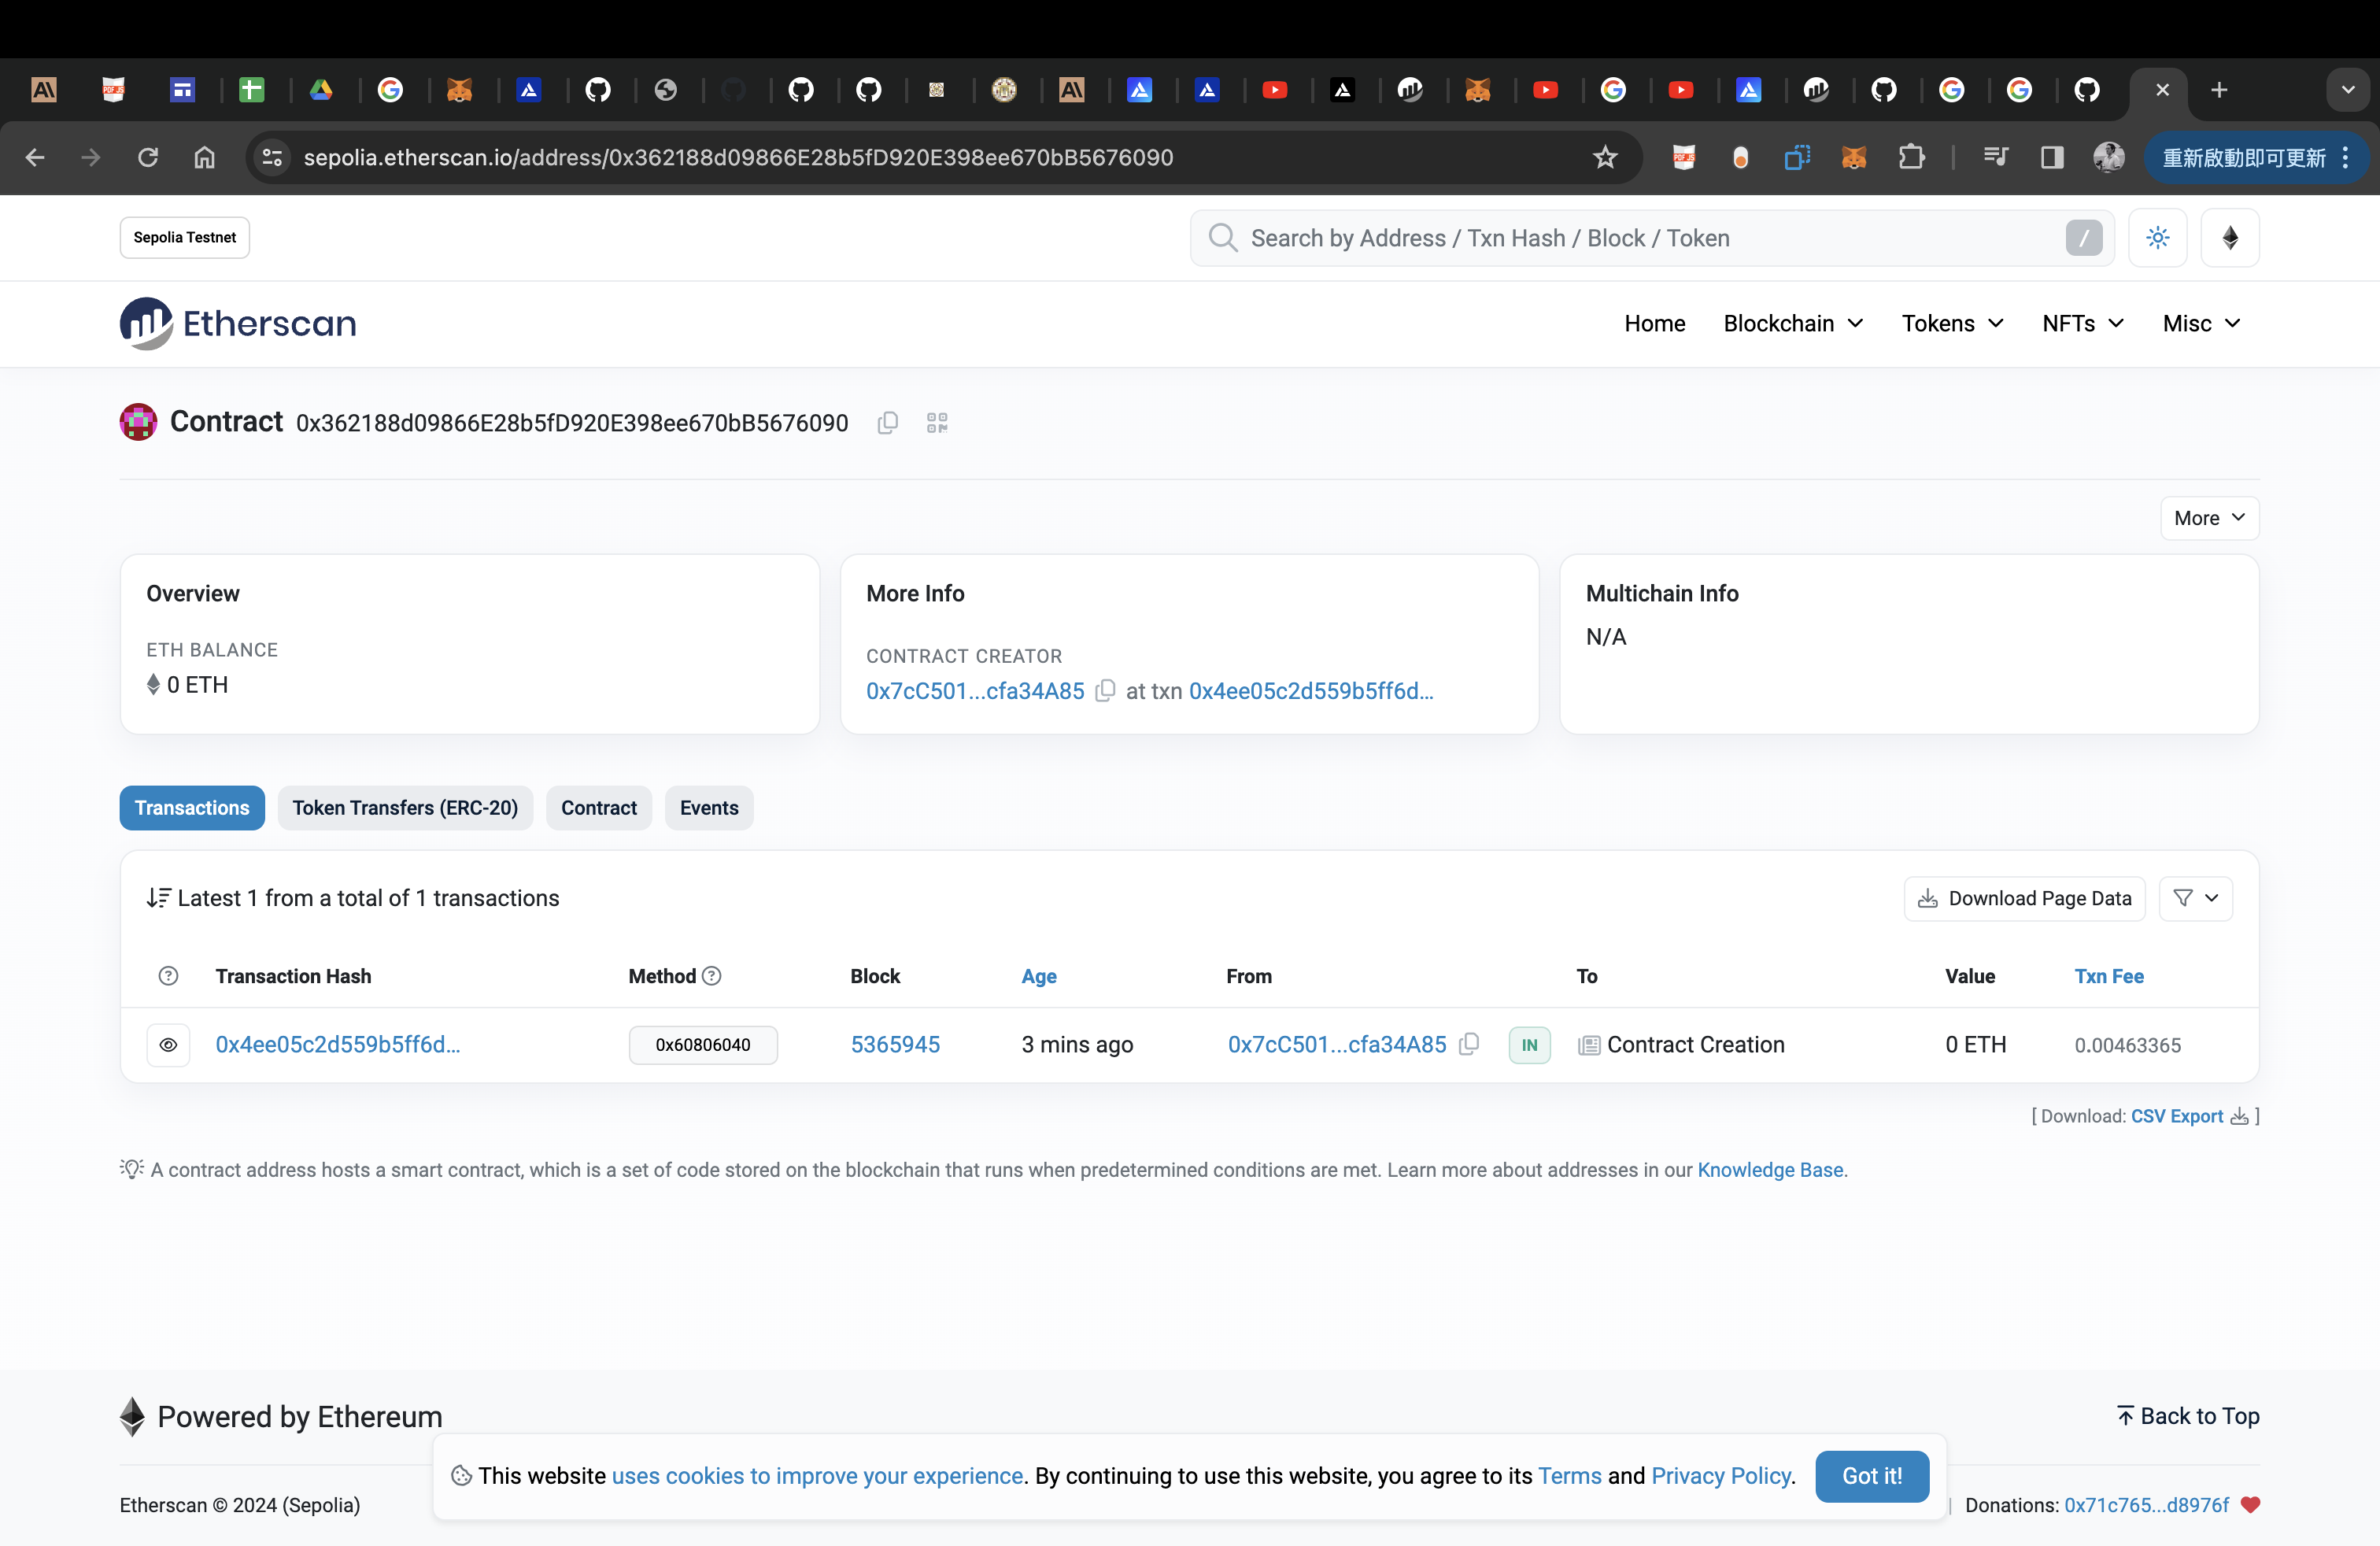 sepolia.etherscan.io/address/0x362188d09866E28b5fD920E398ee670bB5676090
重新啟動即可更新
Sepolia Testnet
Search by Address / Txn Hash / Block / Token
/
Etherscan
Home Blockchain Tokens NFTs Misc
Contract 0x362188d09866E28b5fD920E398ee670bB5676090
More
Overview
ETH BALANCE
0 ETH
More Info
CONTRACT CREATOR
0x7cC501...cfa34A85 at txn 0x4ee05c2d559b5ff6d...
Multichain Info
N/A
Transactions Token Transfers (ERC-20) Contract Events
Latest 1 from a total of 1 transactions
Download Page Data
Transaction Hash Method Block Age From To Value Txn Fee
0x4ee05c2d559b5ff6d... 0x60806040 5365945 3 mins ago 0x7cC501...cfa34A85 IN Contract Creation 0 ETH 0.00463365
[ Download: CSV Export ]
A contract address hosts a smart contract, which is a set of code stored on the blockchain that runs when predetermined conditions are met. Learn more about addresses in our Knowledge Base.
Powered by Ethereum
Back to Top
This website uses cookies to improve your experience. By continuing to use this website, you agree to its Terms and Privacy Policy.
Got it!
Etherscan © 2024 (Sepolia)
| Donations: 0x71c765...d8976f